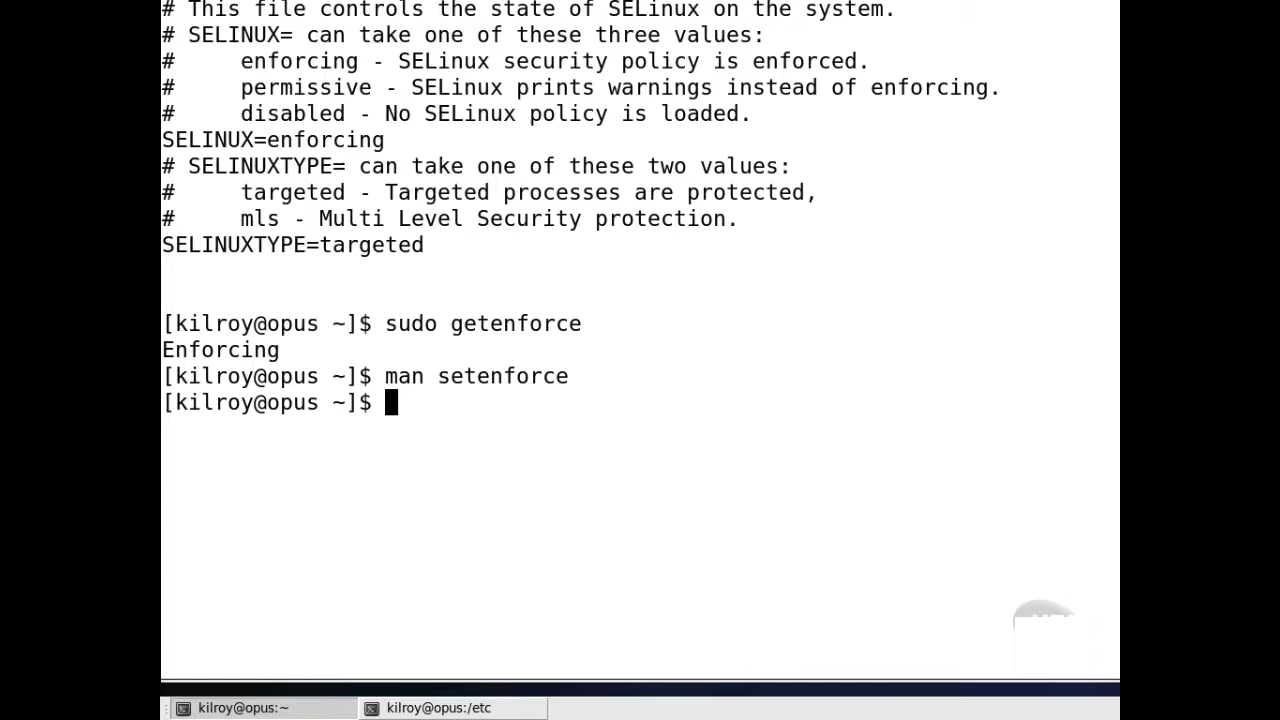 # This file controls the state of SELinux on the system.
# SELINUX= can take one of these three values:
#     enforcing - SELinux security policy is enforced.
#     permissive - SELinux prints warnings instead of enforcing.
#     disabled - No SELinux policy is loaded.
SELINUX=enforcing
# SELINUXTYPE= can take one of these two values:
#     targeted - Targeted processes are protected,
#     mls - Multi Level Security protection.
SELINUXTYPE=targeted
[kilroy@opus ~]$ sudo getenforce
Enforcing
[kilroy@opus ~]$ man setenforce
[kilroy@opus ~]$
kilroy@opus:~
kilroy@opus:/etc